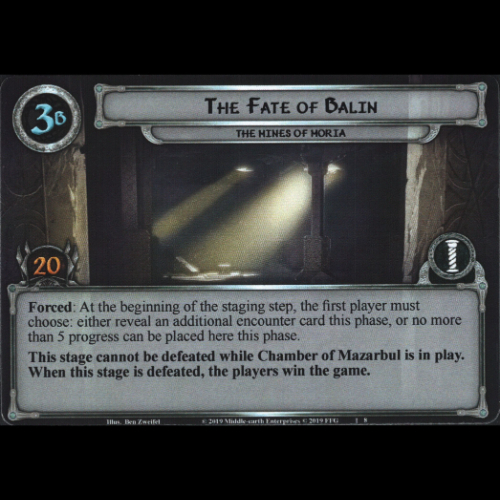 3B
THE FATE OF BALIN
THE MINES OF MORIA
20
Forced: At the beginning of the staging step, the first player must
choose: either reveal an additional encounter card this phase, or no more
than 5 progress can be placed here this phase.
This stage cannot be defeated while Chamber of Mazarbul is in play.
When this stage is defeated, the players win the game.
Illus. Ben Zweifel © 2019 Middle-earth Enterprises © 2019 FFG